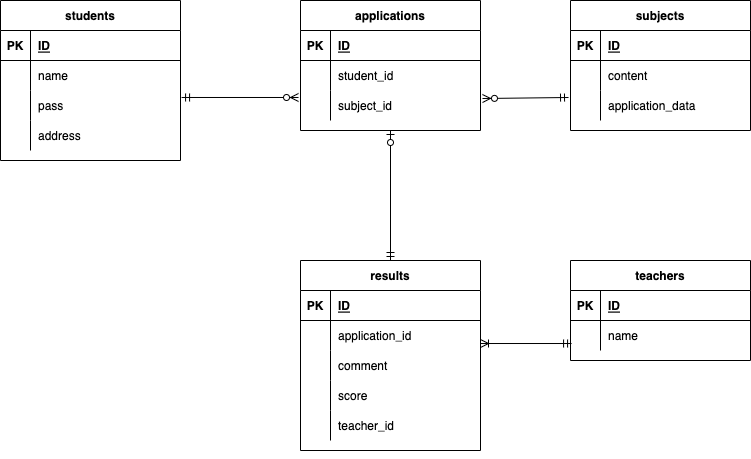 students
PK ID
name
pass
address
applications
PK ID
student_id
subject_id
subjects
PK ID
content
application_data
results
PK ID
application_id
comment
score
teacher_id
teachers
PK ID
name